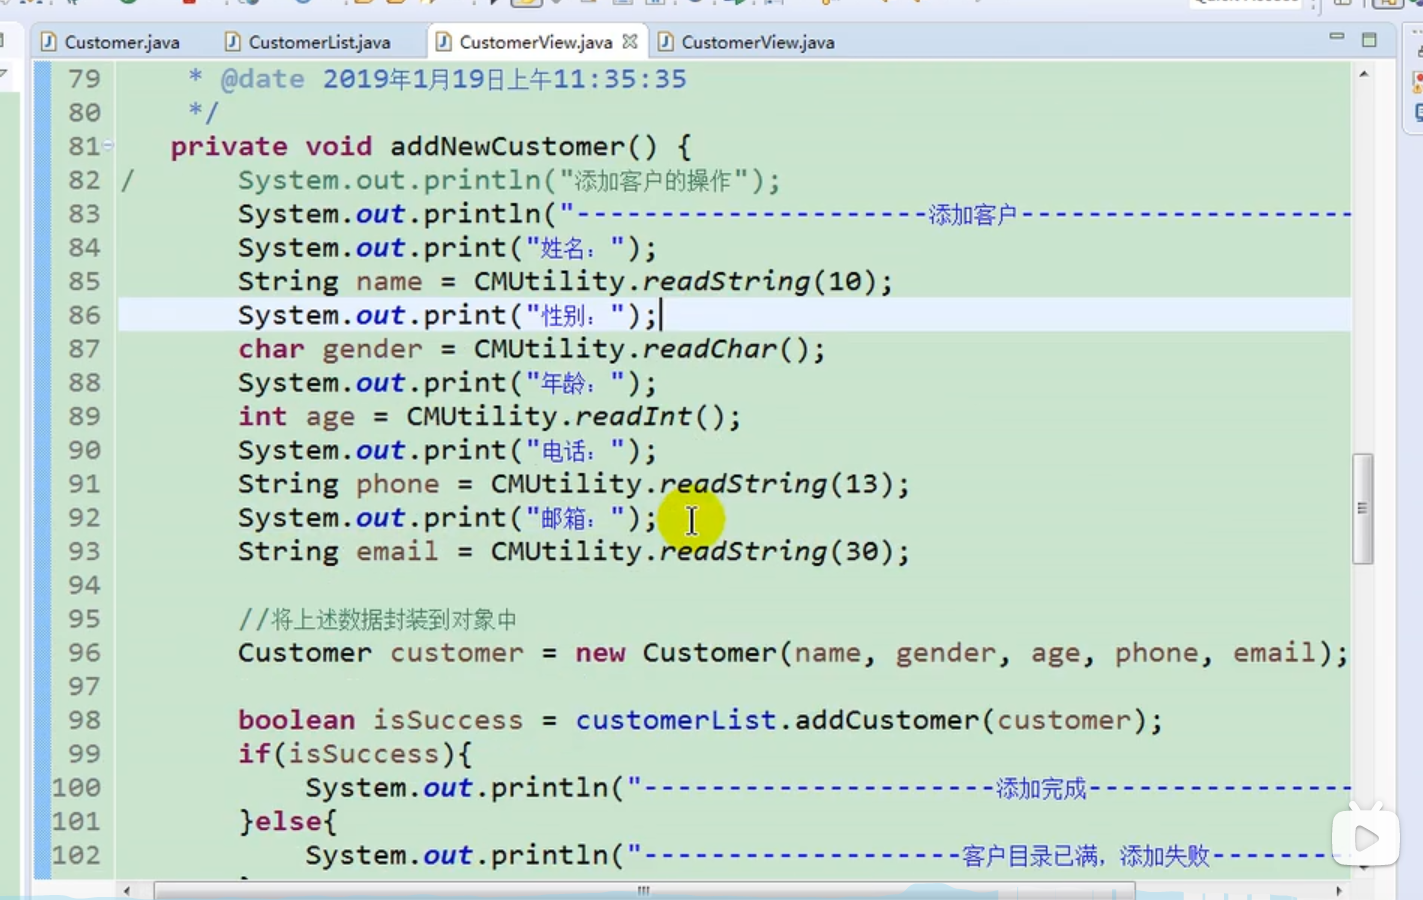 Customer.java CustomerList.java CustomerView.java CustomerView.java
79 * @date 2019年1月19日上午11:35:35
80 */
81 private void addNewCustomer() {
82 / System.out.println("添加客户的操作");
83 System.out.println("---------------------添加客户--------------------
84 System.out.print("姓名：");
85 String name = CMUtility.readString(10);
86 System.out.print("性别：");
87 char gender = CMUtility.readChar();
88 System.out.print("年龄：");
89 int age = CMUtility.readInt();
90 System.out.print("电话：");
91 String phone = CMUtility.readString(13);
92 System.out.print("邮箱：");
93 String email = CMUtility.readString(30);
94
95 //将上述数据封装到对象中
96 Customer customer = new Customer(name, gender, age, phone, email);
97
98 boolean isSuccess = customerList.addCustomer(customer);
99 if(isSuccess){
100 System.out.println("---------------------添加完成----------------
101 }else{
102 System.out.println("-------------------客户目录已满，添加失败--------